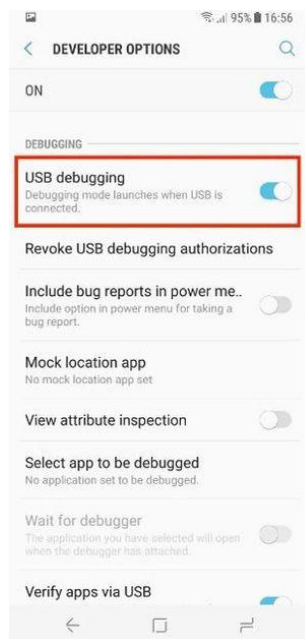 95% 16:56
DEVELOPER OPTIONS
ON
DEBUGGING
USB debugging
Debugging mode launches when USB is
connected.
Revoke USB debugging authorizations
Include bug reports in power me..
Include option in power menu for taking a
bug report.
Mock location app
No mock location app set
View attribute inspection
Select app to be debugged
No application set to be debugged.
Wait for debugger
The application you have selected will open
when the debugger has attached.
Verify apps via USB